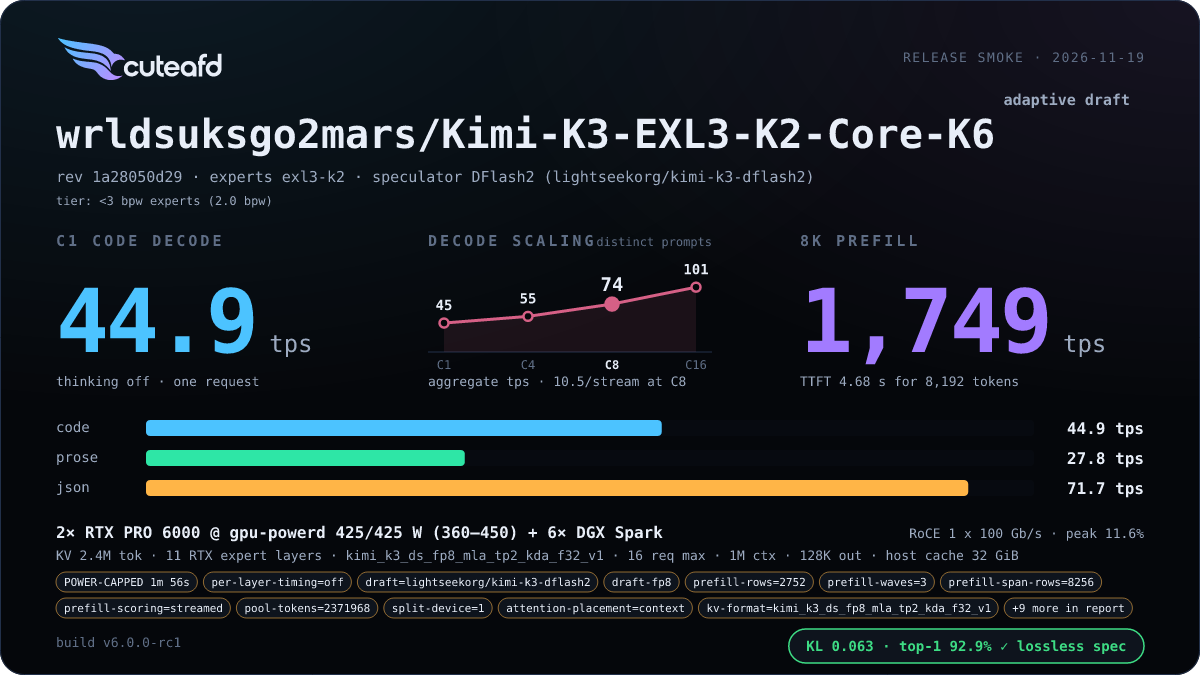 cuteafd
RELEASE SMOKE · 2026-11-19
adaptive draft
wrldsuksgo2mars/Kimi-K3-EXL3-K2-Core-K6
rev 1a28050d29 · experts exl3-k2 · speculator DFlash2 (lightseekorg/kimi-k3-dflash2)
tier: <3 bpw experts (2.0 bpw)
C1 CODE DECODE
44.9 tps
thinking off · one request
DECODE SCALING distinct prompts
45 55 74 101
C1 C4 C8 C16
aggregate tps · 10.5/stream at C8
8K PREFILL
1,749 tps
TTFT 4.68 s for 8,192 tokens
code 44.9 tps
prose 27.8 tps
json 71.7 tps
2× RTX PRO 6000 @ gpu-powerd 425/425 W (360–450) + 6× DGX Spark
RoCE 1 x 100 Gb/s · peak 11.6%
KV 2.4M tok · 11 RTX expert layers · kimi_k3_ds_fp8_mla_tp2_kda_f32_v1 · 16 req max · 1M ctx · 128K out · host cache 32 GiB
POWER-CAPPED 1m 56s per-layer-timing=off draft=lightseekorg/kimi-k3-dflash2 draft-fp8 prefill-rows=2752 prefill-waves=3 prefill-span-rows=8256
prefill-scoring=streamed pool-tokens=2371968 split-device=1 attention-placement=context kv-format=kimi_k3_ds_fp8_mla_tp2_kda_f32_v1 +9 more in report
build v6.0.0-rc1
KL 0.063 · top-1 92.9% ✓ lossless spec